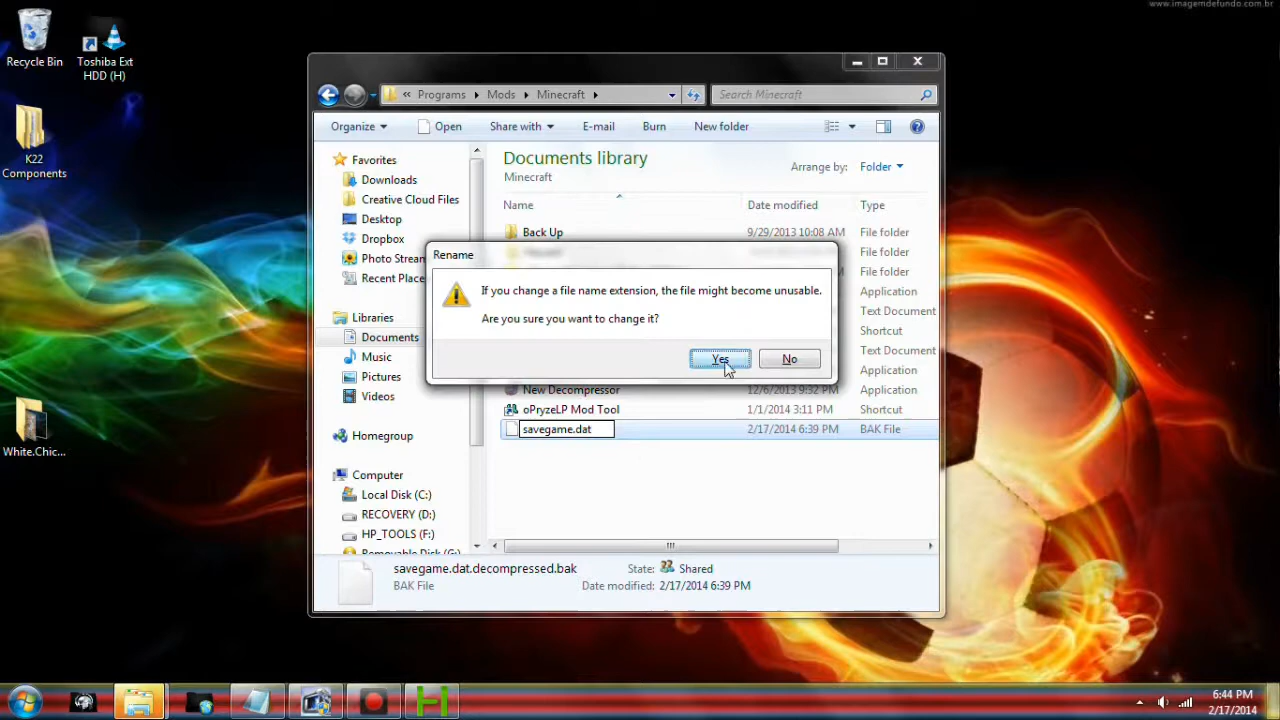 www.imagemdefundo.com.br
Recycle Bin
Toshiba Ext
HDD (H)
K22
Components
White.Chic...
« Programs Mods Minecraft
Search Minecraft
Organize Open Share with E-mail Burn New folder
Favorites
Downloads
Creative Cloud Files
Desktop
Dropbox
Photo Stream
Recent Place
Libraries
Documents
Music
Pictures
Videos
Homegroup
Computer
Local Disk (C:)
RECOVERY (D:)
HP_TOOLS (F:)
Removable Disk (G:)
Documents library
Minecraft
Arrange by: Folder
Name Date modified Type
Back Up 9/29/2013 10:08 AM File folder
File folder
File folder
Application
Text Document
Shortcut
Text Document
Application
New Decompressor 12/6/2013 9:32 PM Application
oPryzeLP Mod Tool 1/1/2014 3:11 PM Shortcut
savegame.dat 2/17/2014 6:39 PM BAK File
Rename
If you change a file name extension, the file might become unusable.
Are you sure you want to change it?
Yes No
savegame.dat.decompressed.bak State: Shared
BAK File Date modified: 2/17/2014 6:39 PM
6:44 PM
2/17/2014